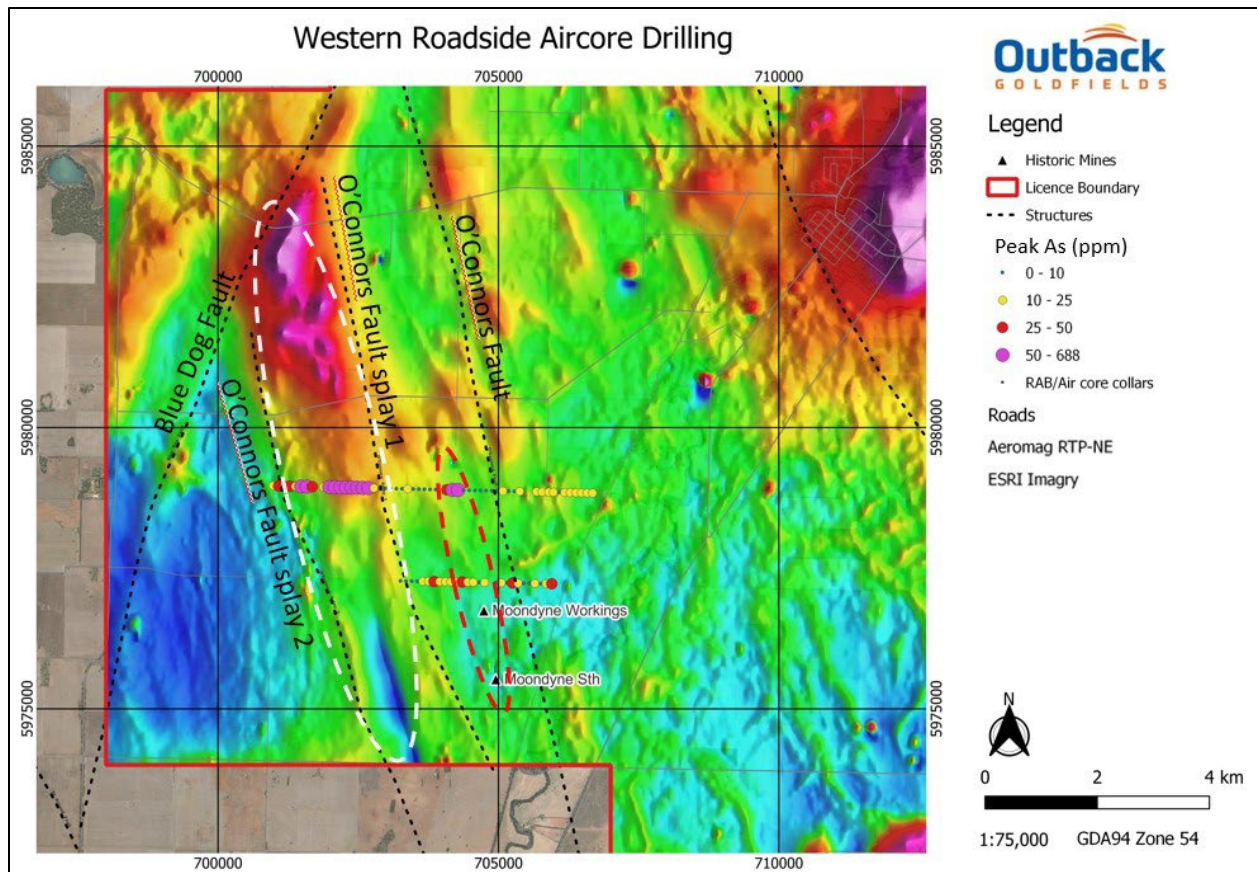 Western Roadside Aircore Drilling
Outback
GOLDFIELDS
700000
705000
710000
5985000
5985000
5980000
5980000
5975000
5975000
Blue Dog Fault
O'Connors Fault splay 1
O'Connors Fault
O'Connors Fault splay 2
Moondyne Workings
Moondyne Sth
700000
705000
710000
Legend
Historic Mines
Licence Boundary
Structures
Peak As (ppm)
0 - 10
10 - 25
25 - 50
50 - 688
RAB/Air core collars
Roads
Aeromag RTP-NE
ESRI Imagry
N
0 2 4 km
1:75,000 GDA94 Zone 54